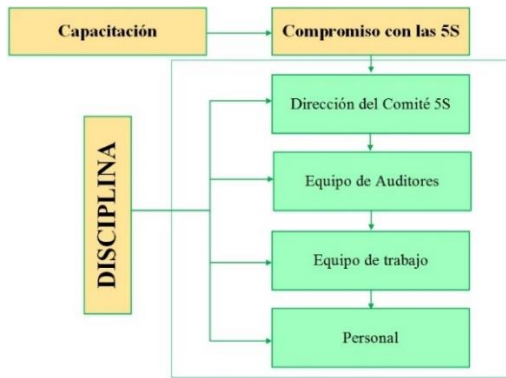 Capacitación
Compromiso con las 5S
Dirección del Comité 5S
DISCIPLINA
Equipo de Auditores
Equipo de trabajo
Personal